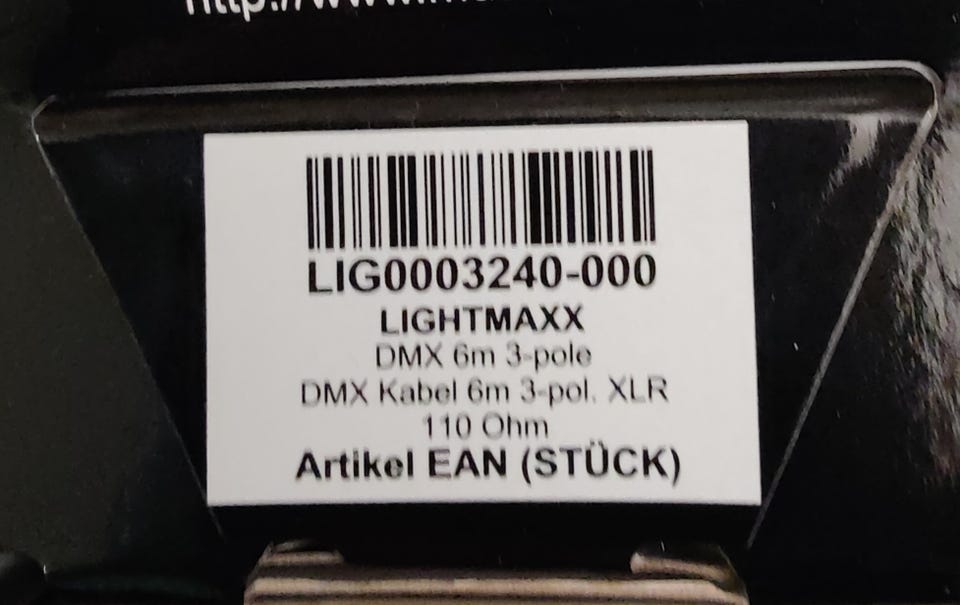 LIG0003240-000
LIGHTMAXX
DMX 6m 3-pole
DMX Kabel 6m 3-pol. XLR
110 Ohm
Artikel EAN (STÜCK)